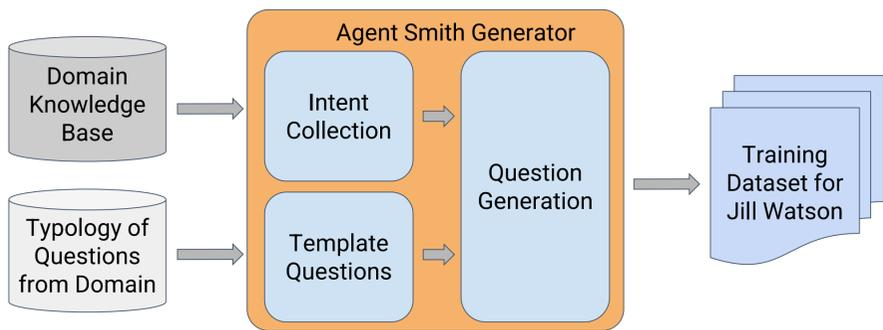 Agent Smith Generator
Domain
Knowledge
Base
Typology of
Questions
from Domain
Intent
Collection
Template
Questions
Question
Generation
Training
Dataset for
Jill Watson